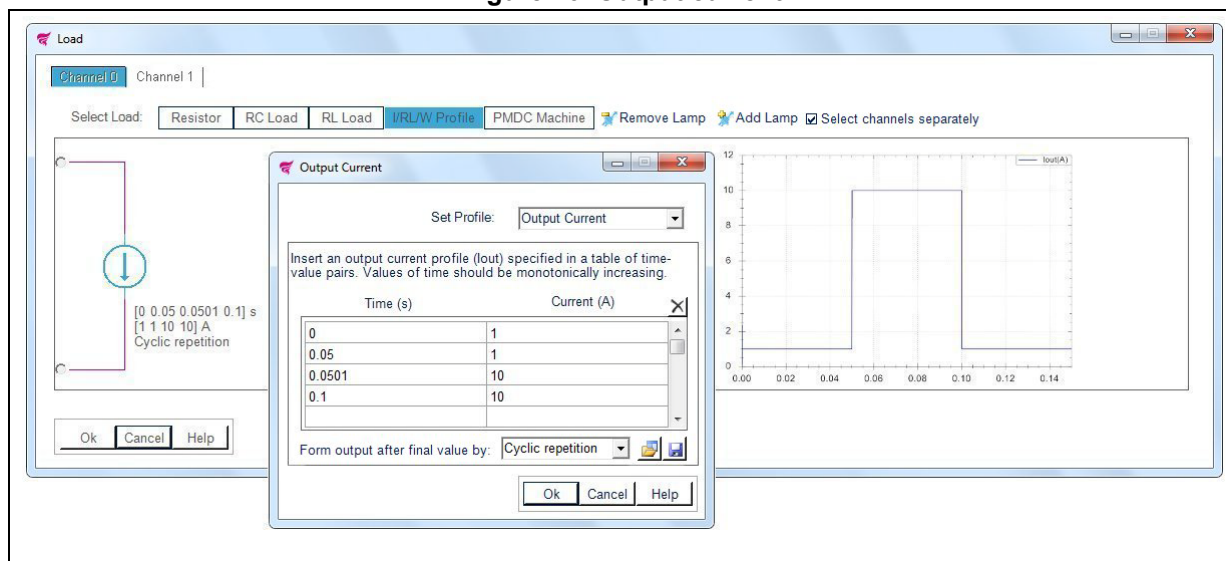 Load
Channel 0 Channel 1
Select Load: Resistor RC Load RL Load I/RL/W Profile PMDC Machine Remove Lamp Add Lamp Select channels separately
[0 0.05 0.0501 0.1] s
[1 1 10 10] A
Cyclic repetition
Ok Cancel Help
Output Current
Set Profile: Output Current
Insert an output current profile (Iout) specified in a table of time-
value pairs. Values of time should be monotonically increasing.
Time (s) Current (A)
0 1
0.05 1
0.0501 10
0.1 10
Form output after final value by: Cyclic repetition
Ok Cancel Help
Iout(A)
12
10
8
6
4
2
0
0.00 0.02 0.04 0.06 0.08 0.10 0.12 0.14